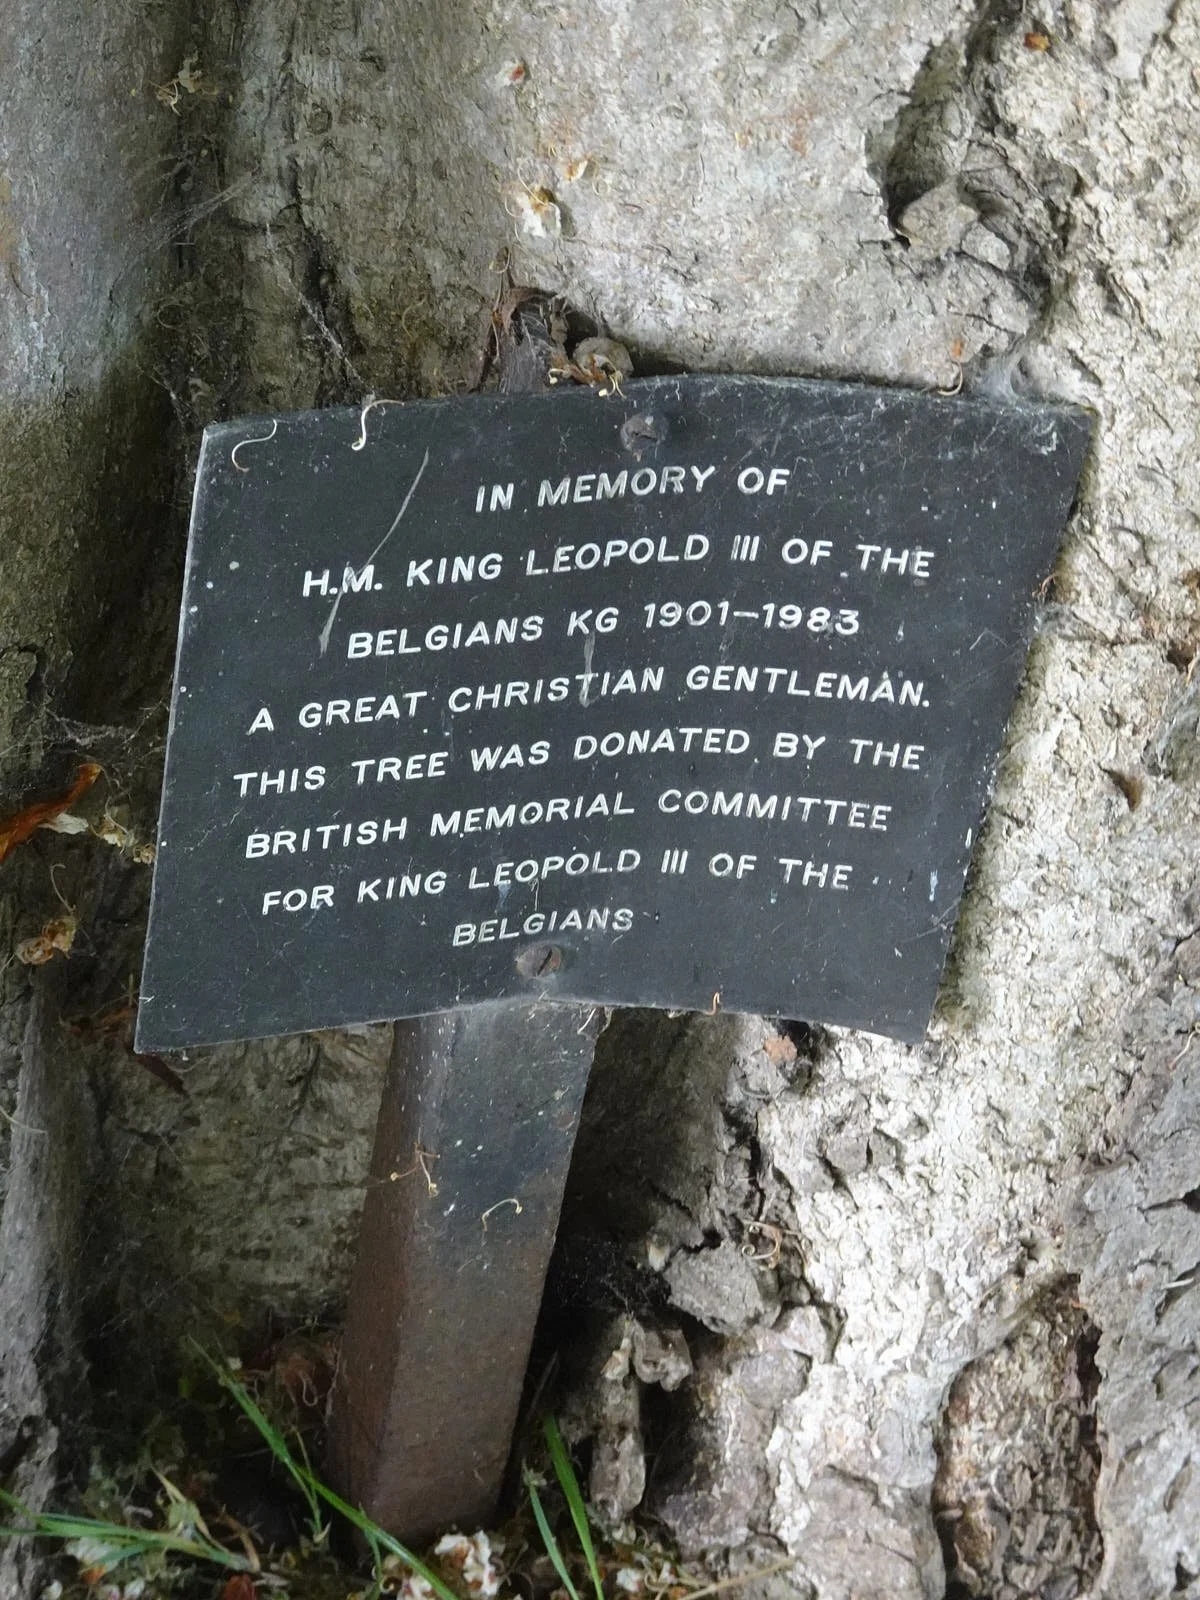 IN MEMORY OF
H.M. KING LEOPOLD III OF THE
BELGIANS KG 1901-1983
A GREAT CHRISTIAN GENTLEMAN.
THIS TREE WAS DONATED BY THE
BRITISH MEMORIAL COMMITTEE
FOR KING LEOPOLD III OF THE
BELGIANS